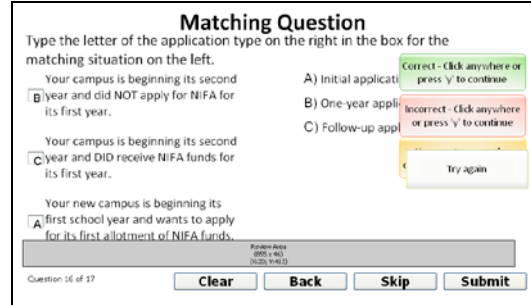 Matching Question
Type the letter of the application type on the right in the box for the
matching situation on the left.
Your campus is beginning its second
B year and did NOT apply for NIFA for
its first year.
Your campus is beginning its second
C year and DID receive NIFA funds for
its first year.
Your new campus is beginning its
A first school year and wants to apply
for its first allotment of NIFA funds.
A) Initial applicati
B) One-year appli
C) Follow-up appl
Correct - Click anywhere or
press 'y' to continue
Incorrect - Click anywhere
or press 'y' to continue
Try again
Review Area
(855 x 46)
Question 16 of 17
Clear
Back
Skip
Submit